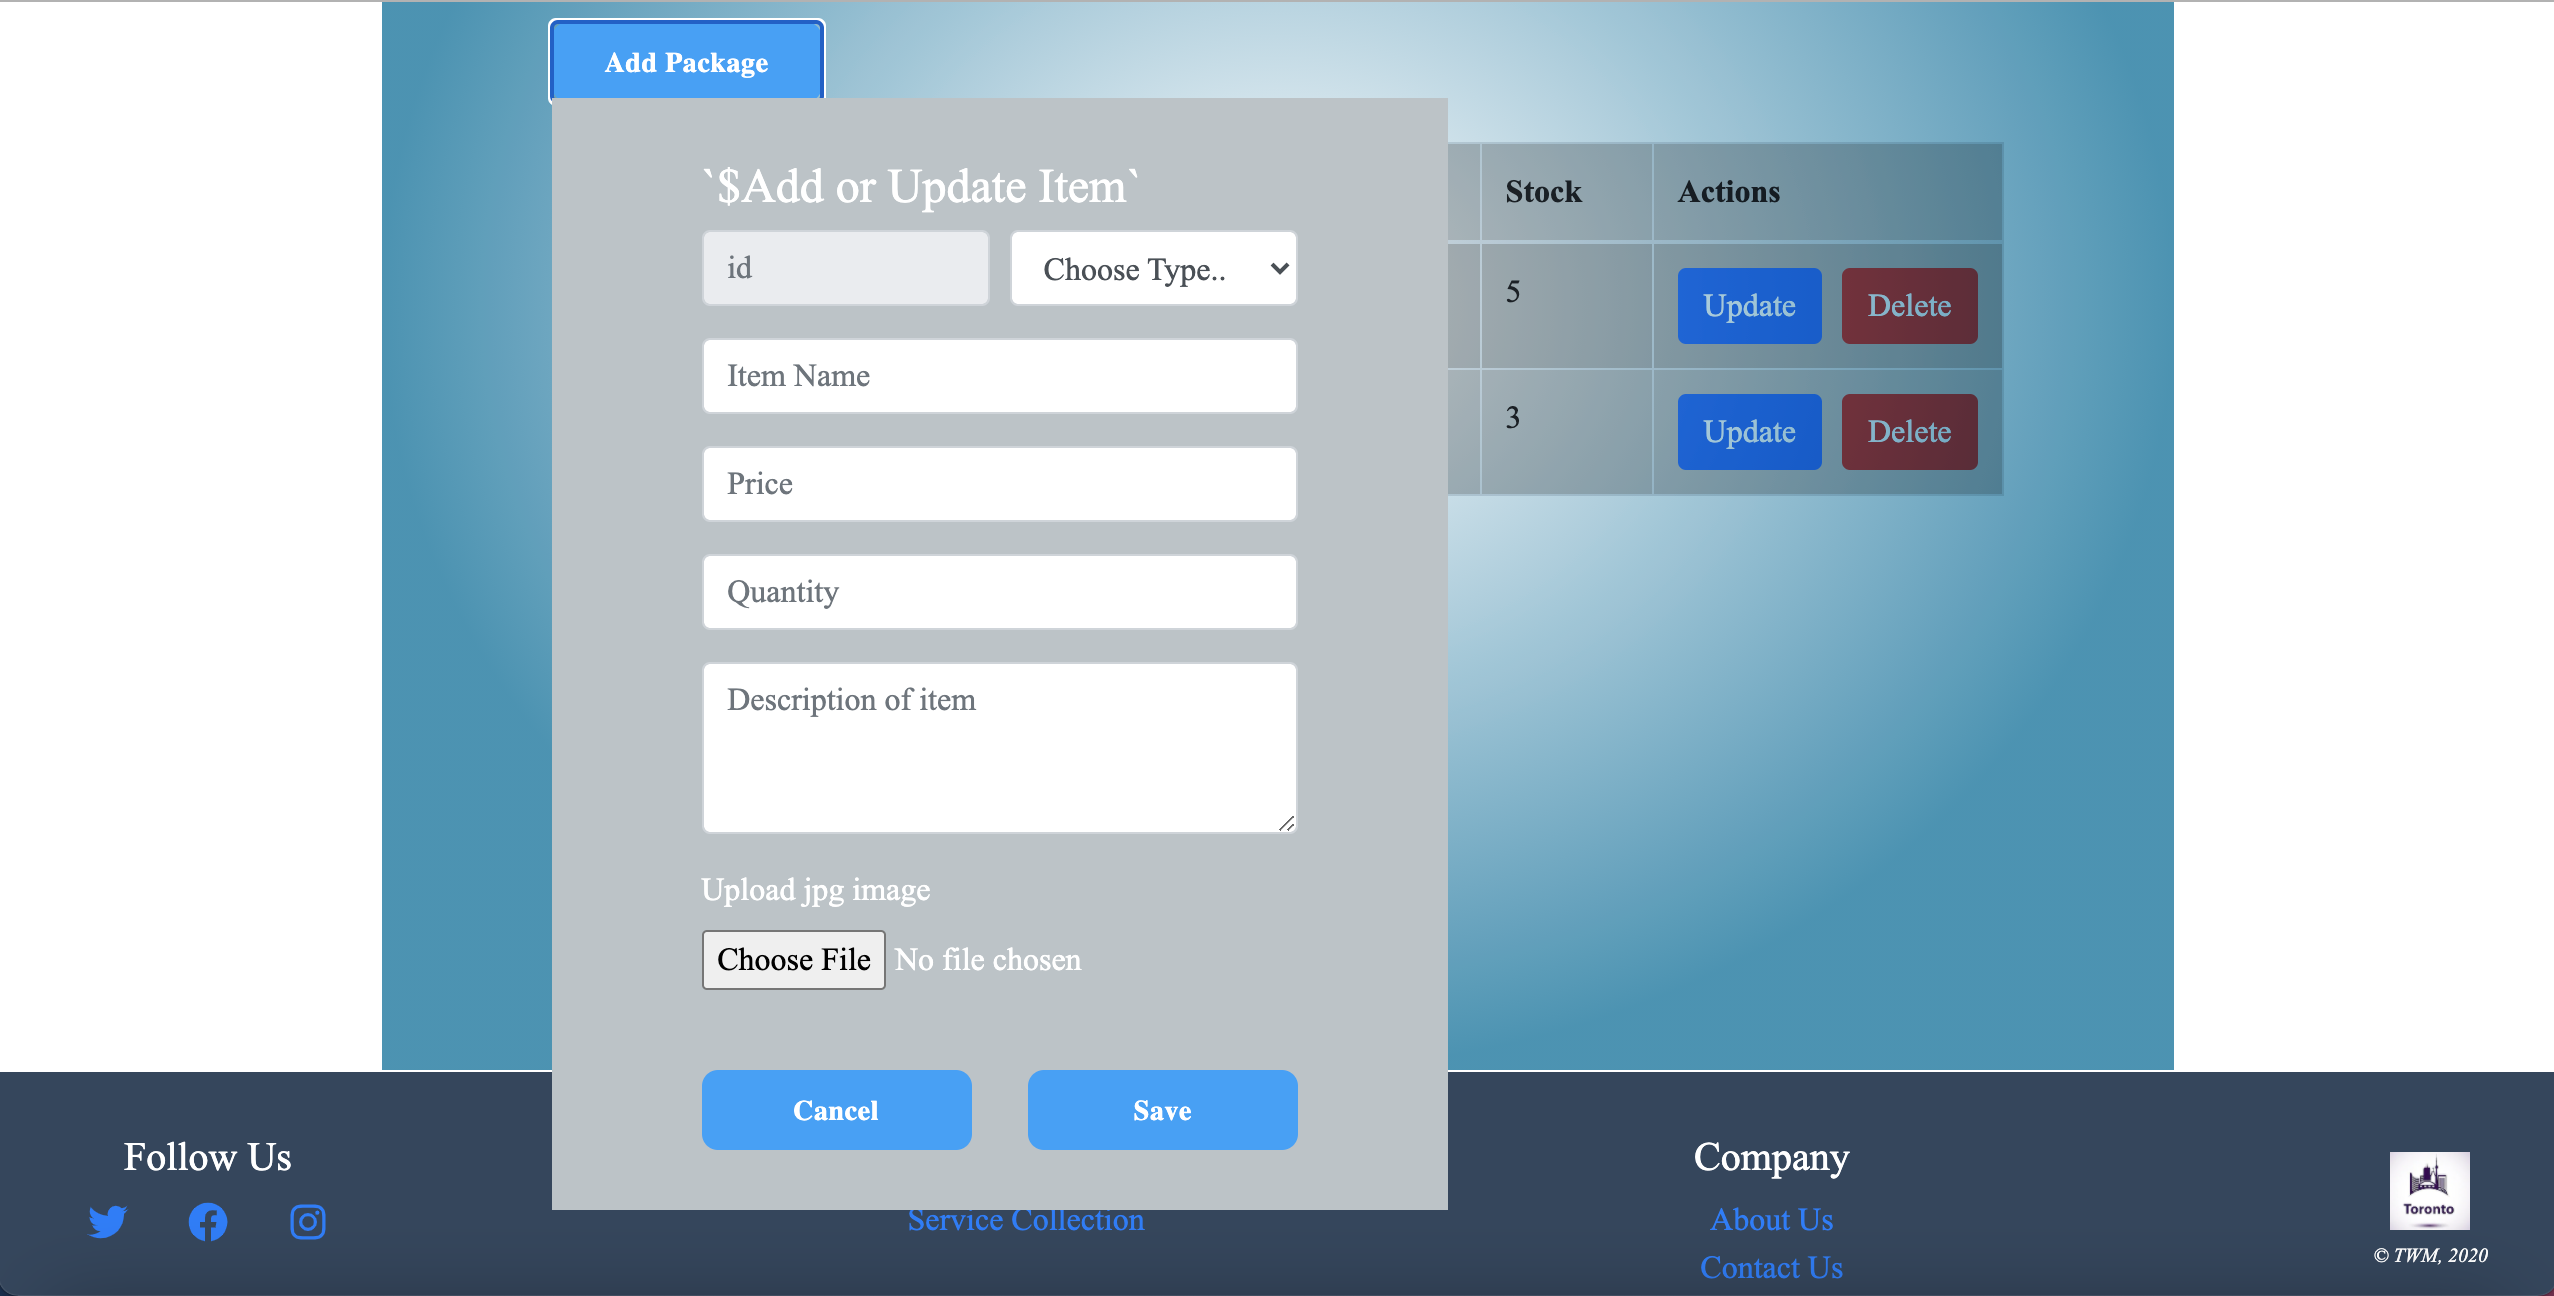 Add Package
`$Add or Update Item`
id
Choose Type..
Item Name
Price
Quantity
Description of item
Upload jpg image
Choose File No file chosen
Cancel
Save
Stock Actions
5 Update Delete
3 Update Delete
Follow Us
Service Collection
Company
About Us
Contact Us
Toronto
© TWM, 2020